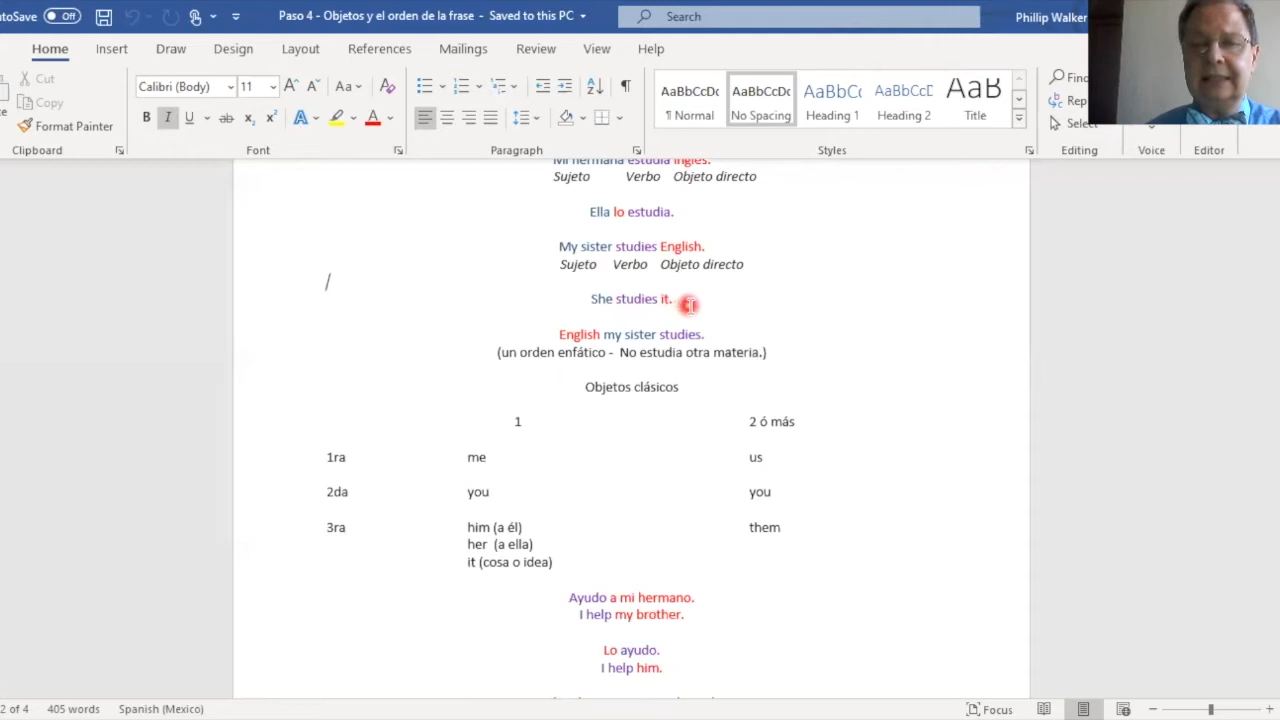 AutoSave Off Paso 4 - Objetos y el orden de la frase - Saved to this PC Search Phillip Walker
Home Insert Draw Design Layout References Mailings Review View Help
Cut
Copy
Format Painter
Calibri (Body) 11
AaBbCcDc AaBbCcDc AaBbCc AaBbCcD AaB
¶ Normal No Spacing Heading 1 Heading 2 Title
Select
Clipboard Font Paragraph Styles Editing Voice Editor
Mi hermana estudia inglés.
Sujeto Verbo Objeto directo
Ella lo estudia.
My sister studies English.
Sujeto Verbo Objeto directo
/
She studies it.
English my sister studies.
(un orden enfático - No estudia otra materia.)
Objetos clásicos
1 2 ó más
1ra me us
2da you you
3ra him (a él) them
her (a ella)
it (cosa o idea)
Ayudo a mi hermano.
I help my brother.
Lo ayudo.
I help him.
2 of 4 405 words Spanish (Mexico) Focus